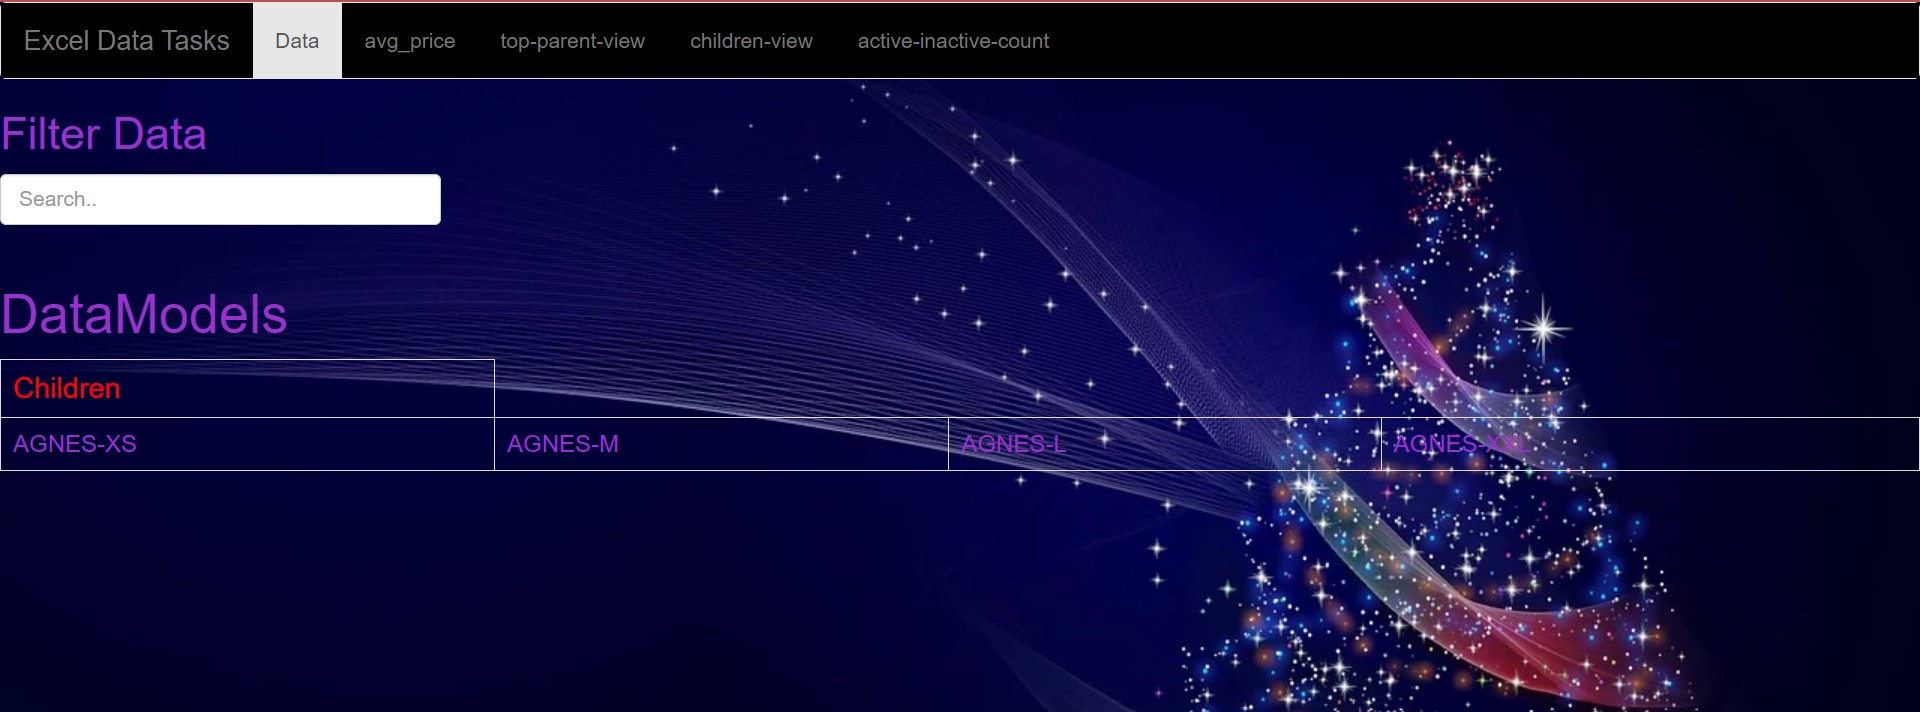 Excel Data Tasks Data avg_price top-parent-view children-view active-inactive-count
Filter Data
Search..
DataModels
Children
AGNES-XS AGNES-M AGNES-L AGNES-XXL